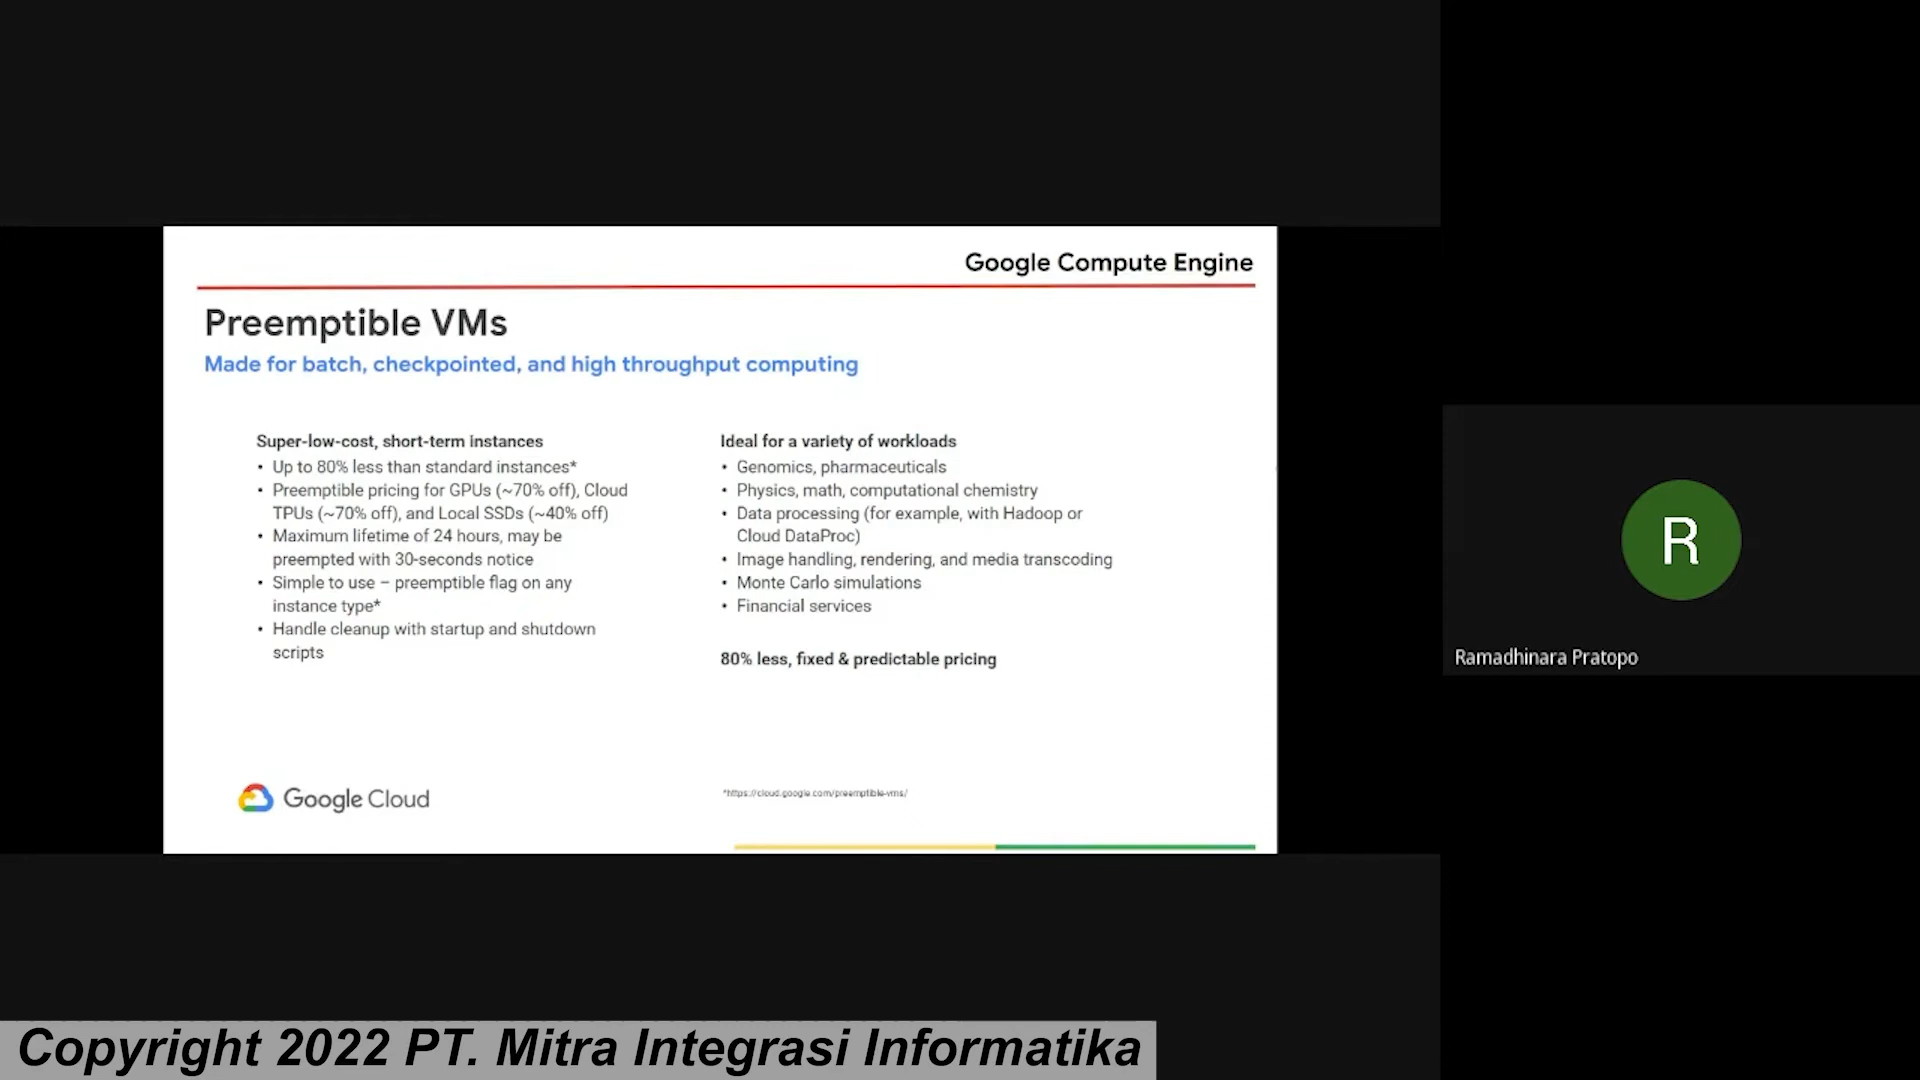 Google Compute Engine
Preemptible VMs
Made for batch, checkpointed, and high throughput computing
Super-low-cost, short-term instances
• Up to 80% less than standard instances*
• Preemptible pricing for GPUs (~70% off), Cloud
TPUs (~70% off), and Local SSDs (~40% off)
• Maximum lifetime of 24 hours, may be
preempted with 30-seconds notice
• Simple to use – preemptible flag on any
instance type*
• Handle cleanup with startup and shutdown
scripts
Ideal for a variety of workloads
• Genomics, pharmaceuticals
• Physics, math, computational chemistry
• Data processing (for example, with Hadoop or
Cloud DataProc)
• Image handling, rendering, and media transcoding
• Monte Carlo simulations
• Financial services
80% less, fixed & predictable pricing
Google Cloud
*https://cloud.google.com/preemptible-vms/
R
Ramadhinara Pratopo
Copyright 2022 PT. Mitra Integrasi Informatika